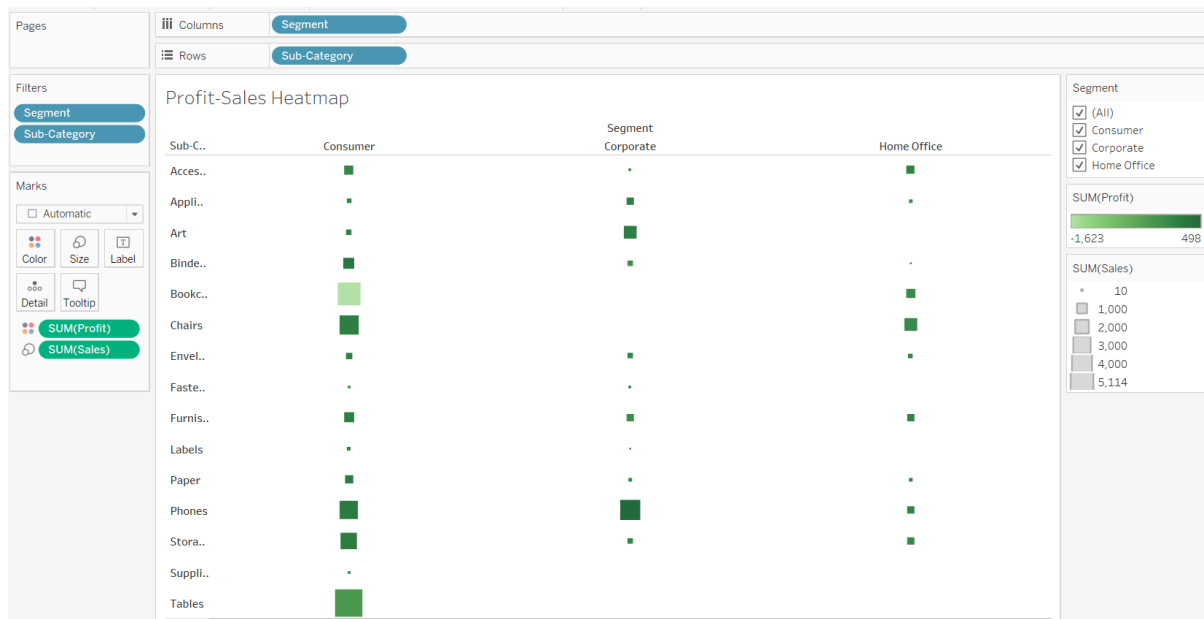 Pages
Columns
Segment
Rows
Sub-Category
Filters
Segment
Sub-Category
Marks
Automatic
Color
Size
T
Label
Detail
Tooltip
SUM(Profit)
SUM(Sales)
Profit-Sales Heatmap
Segment
Sub-C..
Consumer
Corporate
Home Office
Acces..
Appli..
Art
Binde..
Bookc..
Chairs
Envel..
Faste..
Furnis..
Labels
Paper
Phones
Stora..
Suppli..
Tables
Segment
(All)
Consumer
Corporate
Home Office
SUM(Profit)
-1,623 498
SUM(Sales)
10
1,000
2,000
3,000
4,000
5,114